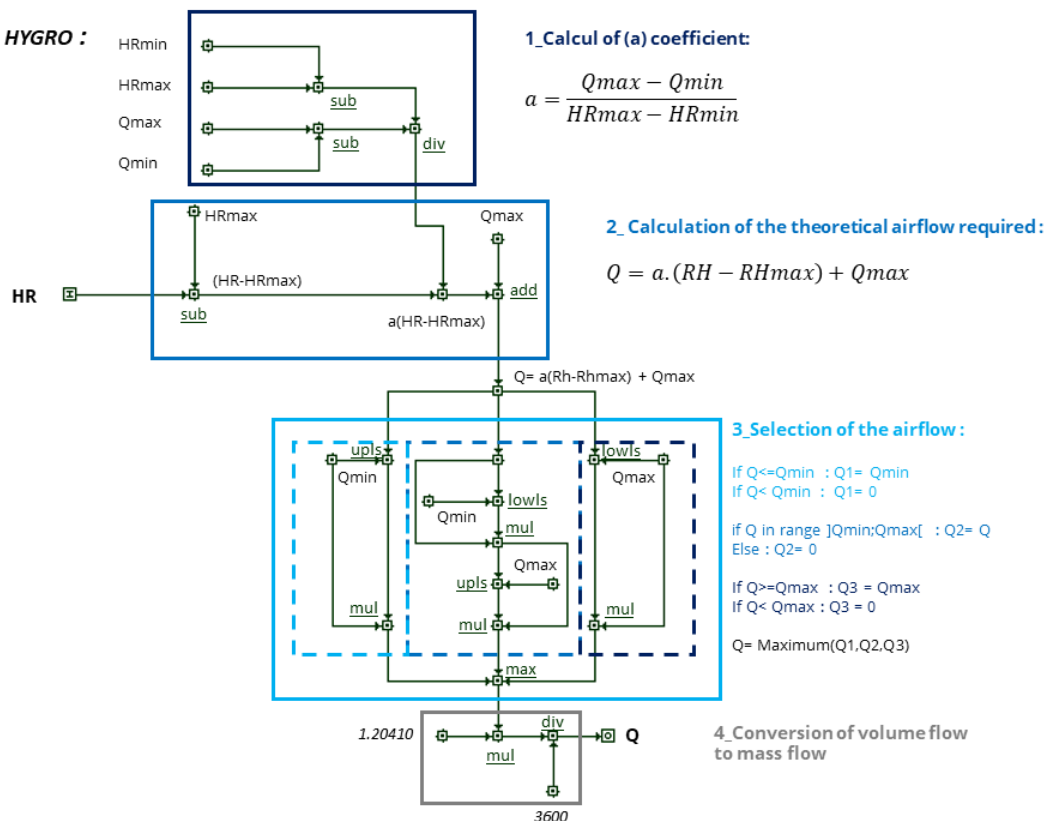 HYGRO :
HRmin
HRmax
Qmax
Qmin
sub
sub
div
1_Calcul of (a) coefficient:
a = (Qmax − Qmin) / (HRmax − HRmin)
HRmax
Qmax
HR
(HR-HRmax)
sub
add
a(HR-HRmax)
2_ Calculation of the theoretical airflow required :
Q = a. (RH − RHmax) + Qmax
Q= a(Rh-Rhmax) + Qmax
upls
Qmin
mul
Qmin
lowls
mul
Qmax
upls
mul
lowls
Qmax
mul
max
3_Selection of the airflow :
If Q<=Qmin : Q1= Qmin
If Q< Qmin : Q1= 0
if Q in range ]Qmin;Qmax[ : Q2= Q
Else : Q2= 0
If Q>=Qmax : Q3 = Qmax
If Q< Qmax : Q3 = 0
Q= Maximum(Q1,Q2,Q3)
1.20410
mul
div
Q
3600
4_Conversion of volume flow
to mass flow